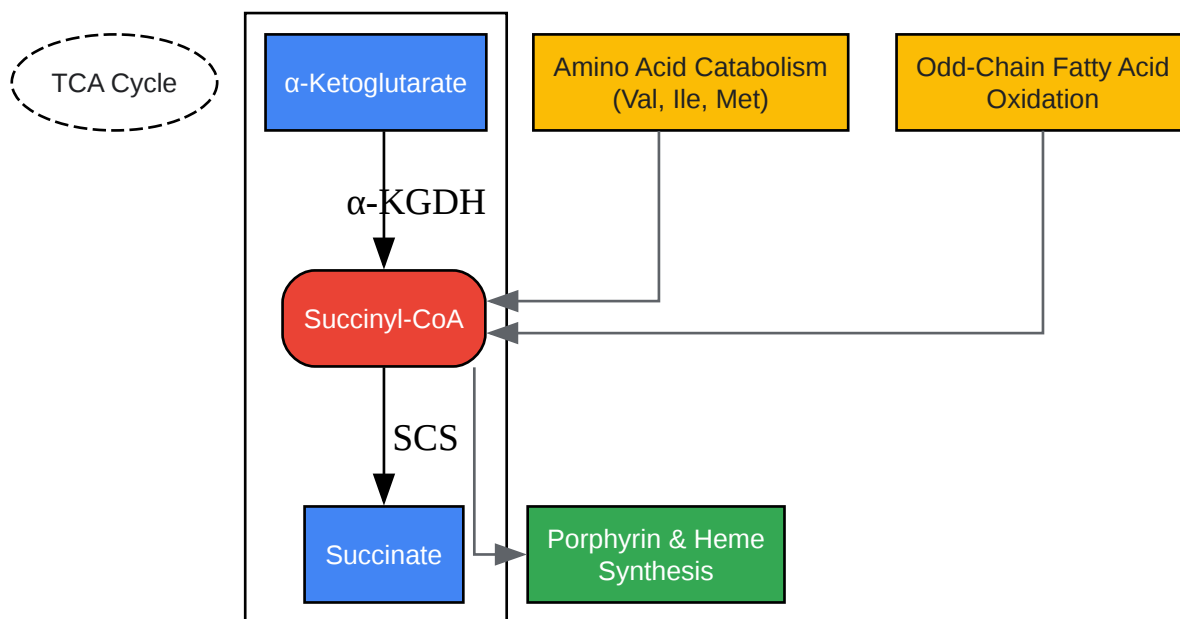 TCA Cycle
α-Ketoglutarate
Amino Acid Catabolism
(Val, Ile, Met)
Odd-Chain Fatty Acid
Oxidation
α-KGDH
Succinyl-CoA
SCS
Succinate
Porphyrin & Heme
Synthesis